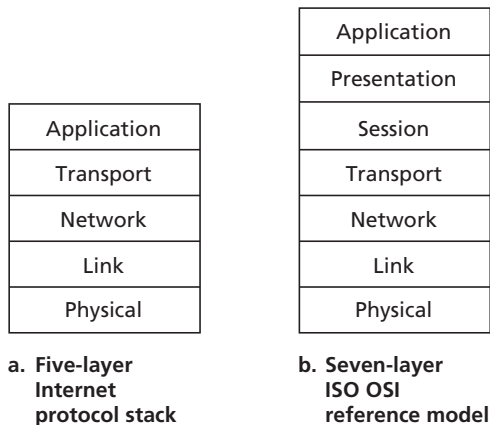 Application
Transport
Network
Link
Physical
a. Five-layer
Internet
protocol stack
Application
Presentation
Session
Transport
Network
Link
Physical
b. Seven-layer
ISO OSI
reference model